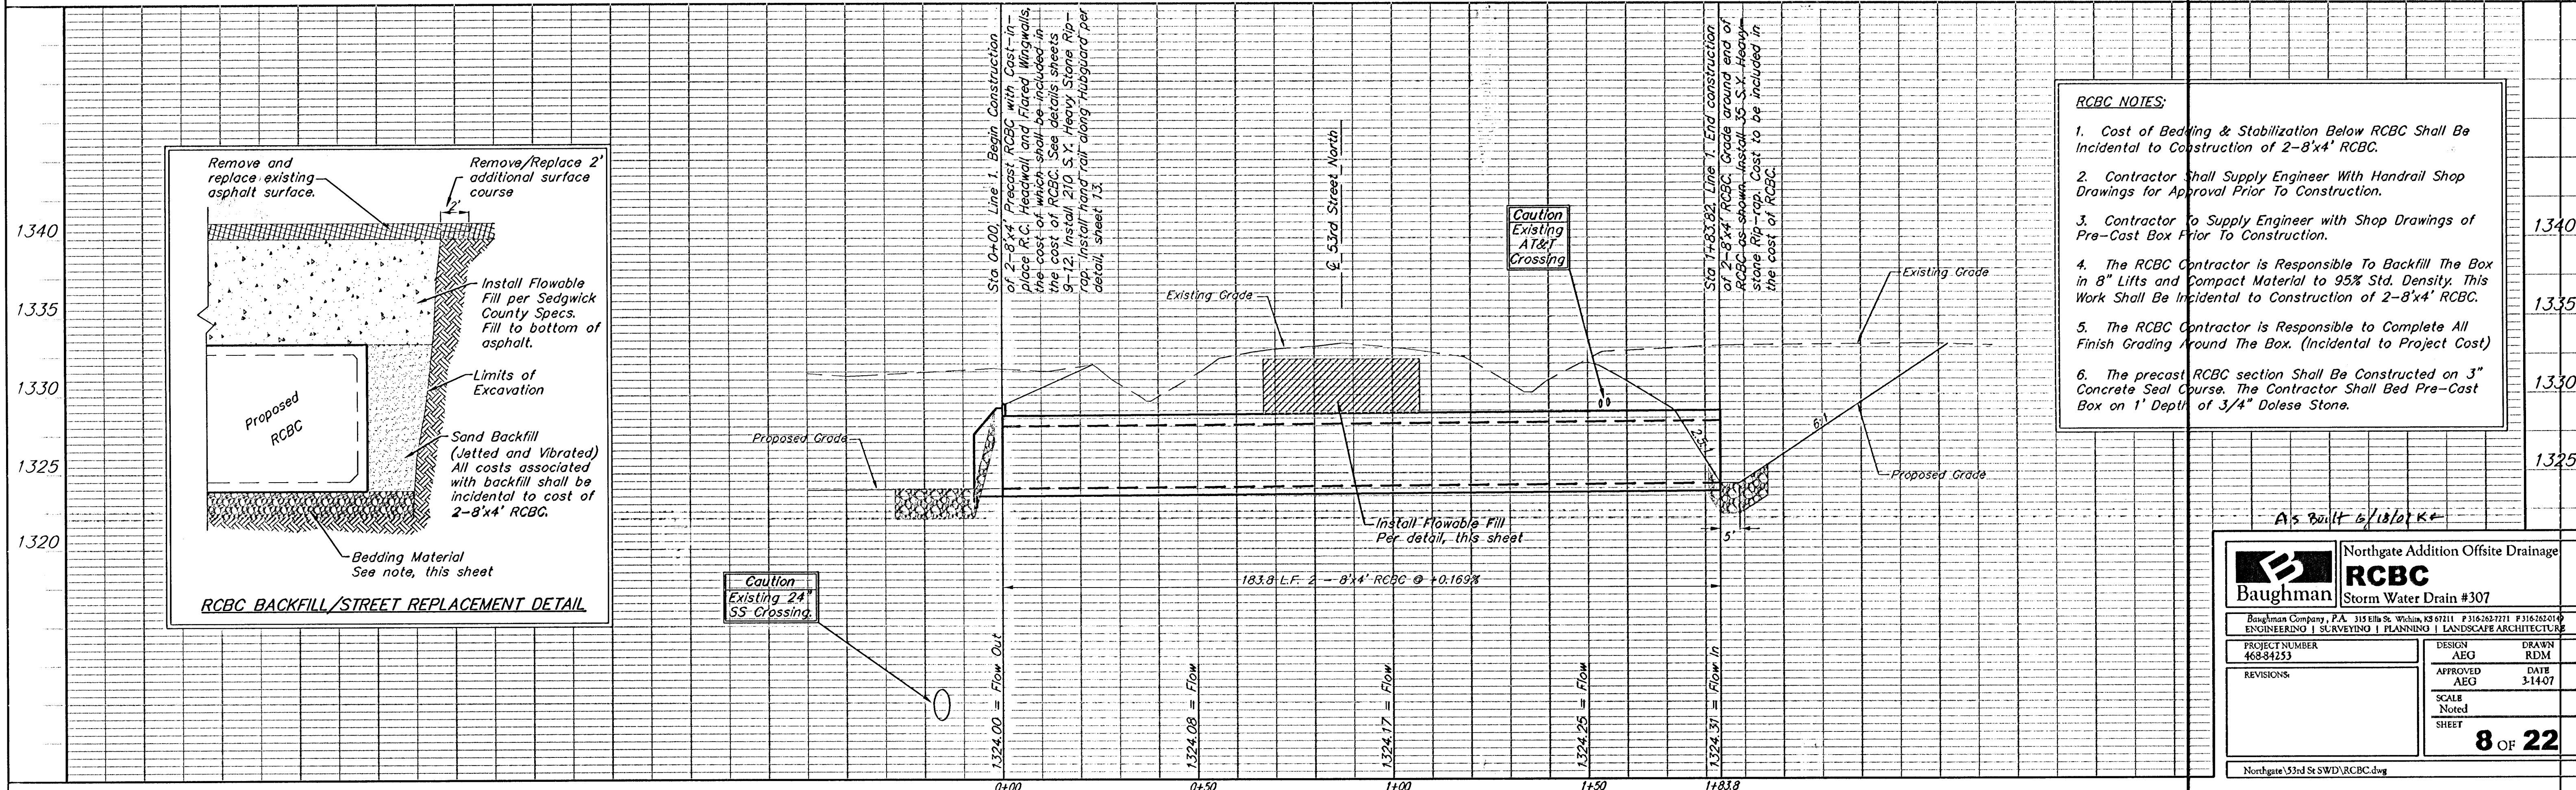 1340
1335
1330
1325
1320
Remove and
replace existing
asphalt surface.
Remove/Replace 2'
additional surface
course
2'
Install Flowable
Fill per Sedgwick
County Specs.
Fill to bottom of
asphalt.
Limits of
Excavation
Proposed
RCBC
Sand Backfill
(Jetted and Vibrated)
All costs associated
with backfill shall be
incidental to cost of
2-8'x4' RCBC.
Bedding Material
See note, this sheet
RCBC BACKFILL/STREET REPLACEMENT DETAIL
Sta. 0+00, Line 1, Begin Construction
of 2-8'x4' Precast RCBC with Cast-in-
place R.C. Headwall and Flared Wingwalls,
the cost of which shall be included in
the cost of RCBC. See details sheets
9-12. Install 210 S.Y. Heavy Stone Rip-
rap. Install hand rail along Hubguard per
detail, sheet 13.
℄ 53rd Street North
Existing Grade
Caution
Existing
AT&T
Crossing
Sta 1+83.82, Line 1, End construction
of 2-8'x4' RCBC. Grade around end of
RCBC as shown. Install 35 S.Y. Heavy
stone Rip-rap. Cost to be included in
the cost of RCBC.
Existing Grade
Proposed Grade
2.5:1
6:1
Proposed Grade
Install Flowable Fill
Per detail, this sheet
5'
183.8 L.F. 2 - 8'x4' RCBC @ +0.169%
Caution
Existing 24"
SS Crossing
1324.00 = Flow Out
1324.08 = Flow
1324.17 = Flow
1324.25 = Flow
1324.31 = Flow In
0+00
0+50
1+00
1+50
1+83.8
RCBC NOTES:
1. Cost of Bedding & Stabilization Below RCBC Shall Be
Incidental to Construction of 2-8'x4' RCBC.
2. Contractor Shall Supply Engineer With Handrail Shop
Drawings for Approval Prior To Construction.
3. Contractor To Supply Engineer with Shop Drawings of
Pre-Cast Box Prior To Construction.
4. The RCBC Contractor is Responsible To Backfill The Box
in 8" Lifts and Compact Material to 95% Std. Density. This
Work Shall Be Incidental to Construction of 2-8'x4' RCBC.
5. The RCBC Contractor is Responsible to Complete All
Finish Grading Around The Box. (Incidental to Project Cost)
6. The precast RCBC section Shall Be Constructed on 3"
Concrete Seal Course. The Contractor Shall Bed Pre-Cast
Box on 1' Depth of 3/4" Dolese Stone.
1340
1335
1330
1325
As Built
Baughman
Northgate Addition Offsite Drainage
RCBC
Storm Water Drain #307
Baughman Company, P.A. 315 Ellis St. Wichita, KS 67211 P 316-262-7271 F 316-262-0149
ENGINEERING | SURVEYING | PLANNING | LANDSCAPE ARCHITECTURE
PROJECT NUMBER
468-84253
DESIGN
AEG
DRAWN
RDM
REVISIONS:
APPROVED
AEG
DATE
3-14-07
SCALE
Noted
SHEET
8 OF 22
Northgate\53rd St SWD\RCBC.dwg